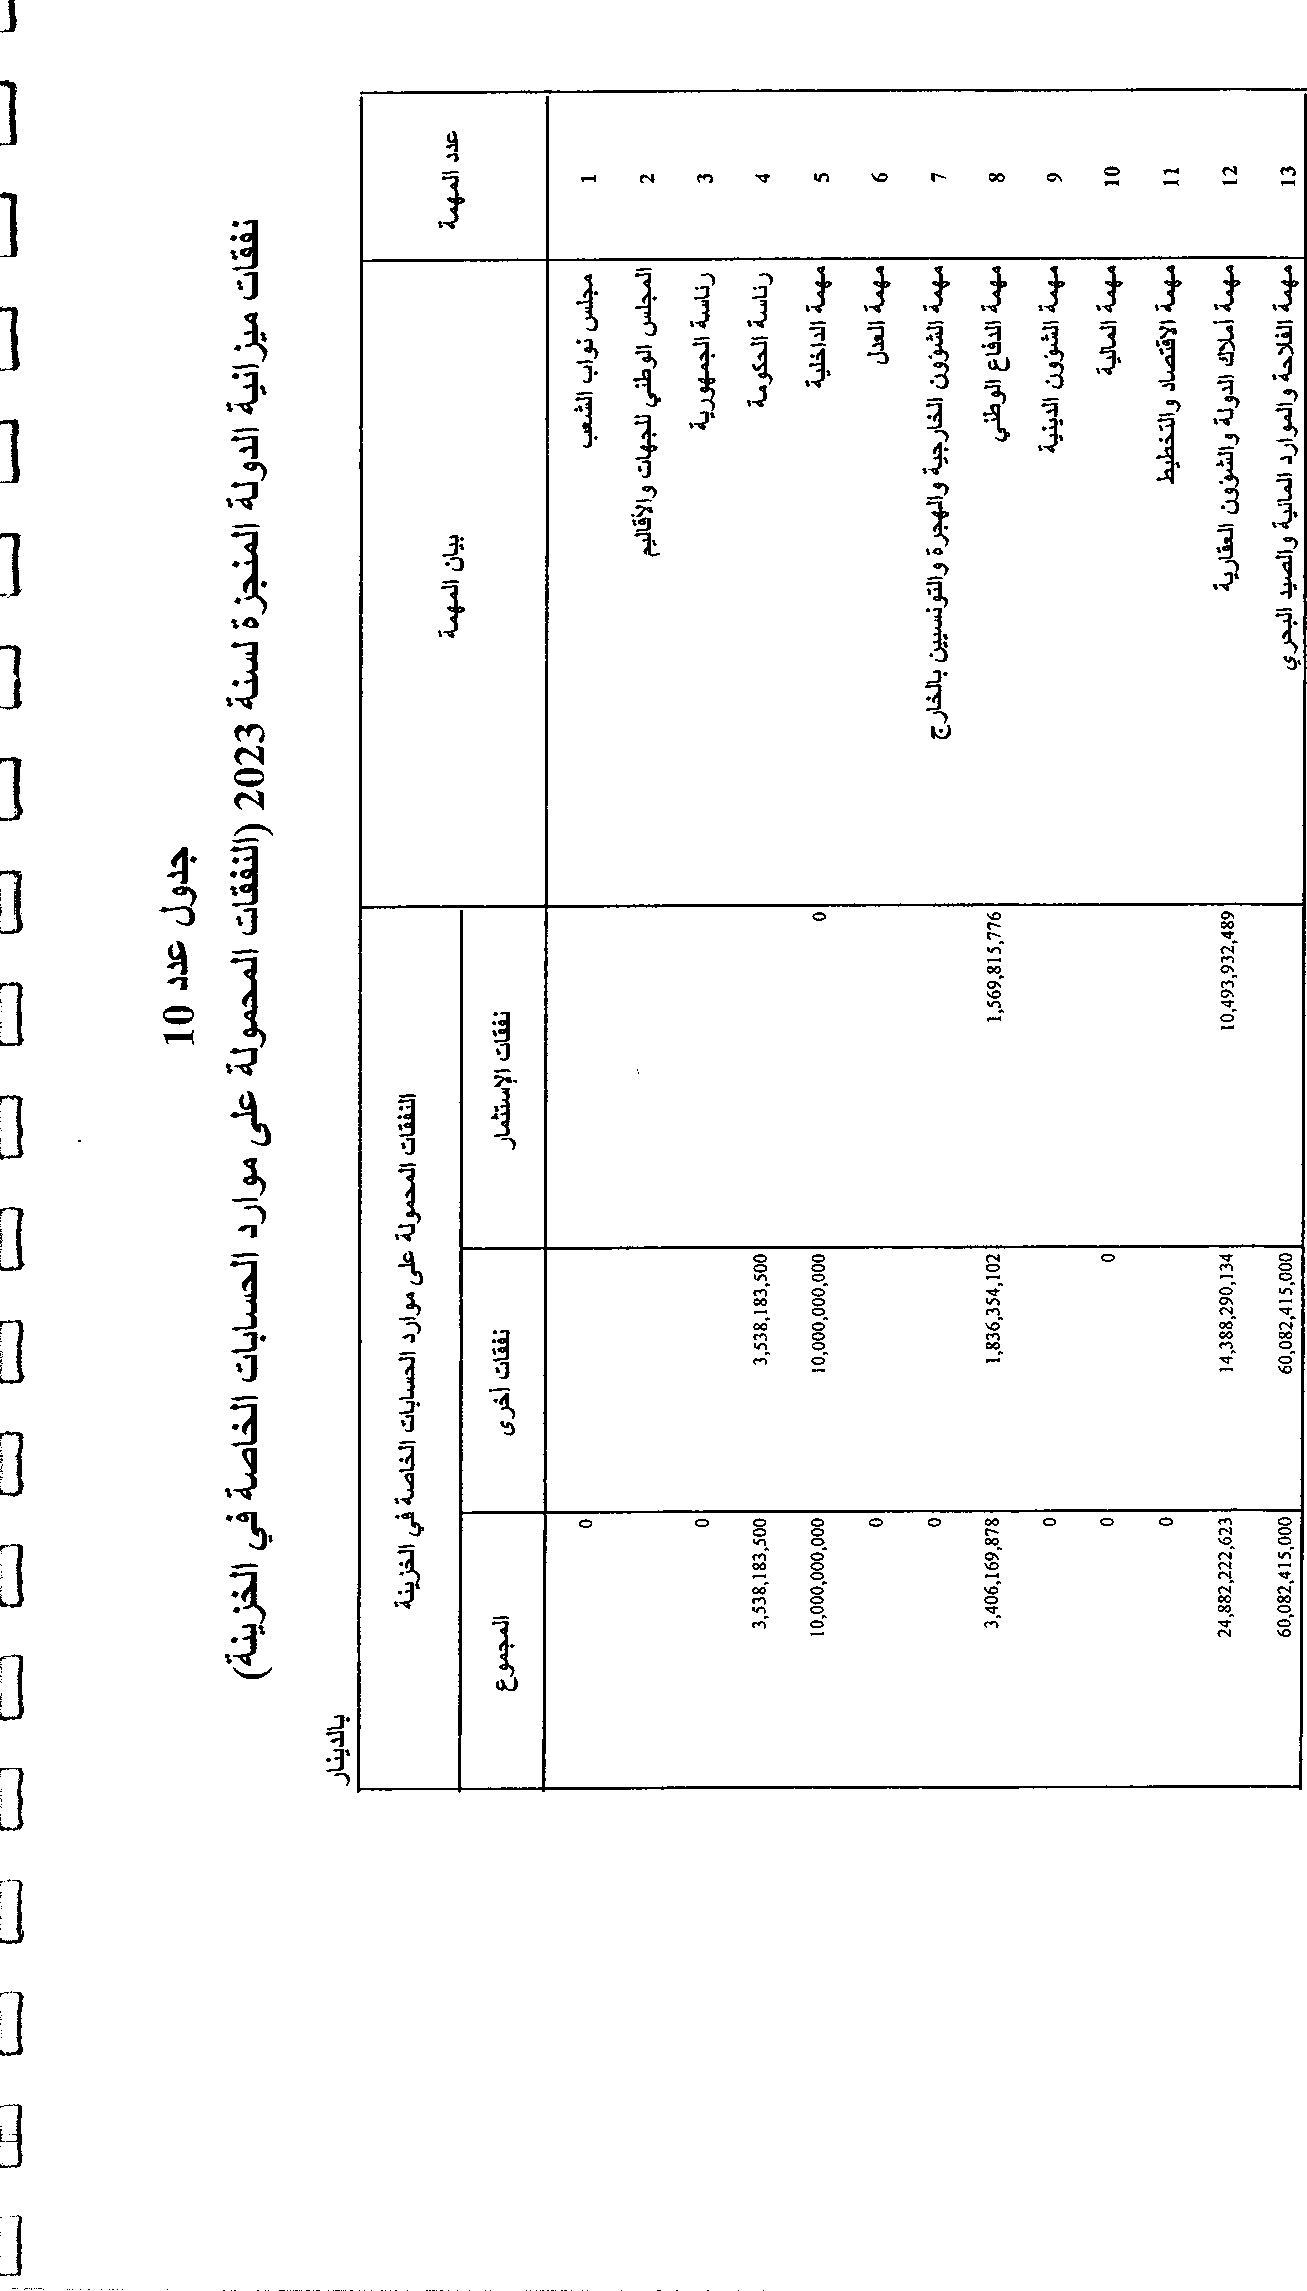 جدول عدد 10
نفقات ميزانية الدولة المنجزة لسنة 2023 (النفقات المحمولة على موارد الحسابات الخاصة في الخزينة)
بالدينار
عدد المهمة بيان المهمة النفقات المحمولة على موارد الحسابات الخاصة في الخزينة
نفقات الإستثمار نفقات أخرى المجموع
1 مجلس نواب الشعب 0
2 المجلس الوطني للجهات والأقاليم
3 رئاسة الجمهورية 0
4 رئاسة الحكومة 3,538,183,500 3,538,183,500
5 مهمة الداخلية 0 10,000,000,000 10,000,000,000
6 مهمة العدل 0
7 مهمة الشؤون الخارجية والهجرة والتونسيين بالخارج 0
8 مهمة الدفاع الوطني 1,569,815,776 1,836,354,102 3,406,169,878
9 مهمة الشؤون الدينية 0
10 مهمة المالية 0 0
11 مهمة الاقتصاد والتخطيط 0
12 مهمة أملاك الدولة والشؤون العقارية 10,493,932,489 14,388,290,134 24,882,222,623
13 مهمة الفلاحة والموارد المائية والصيد البحري 60,082,415,000 60,082,415,000